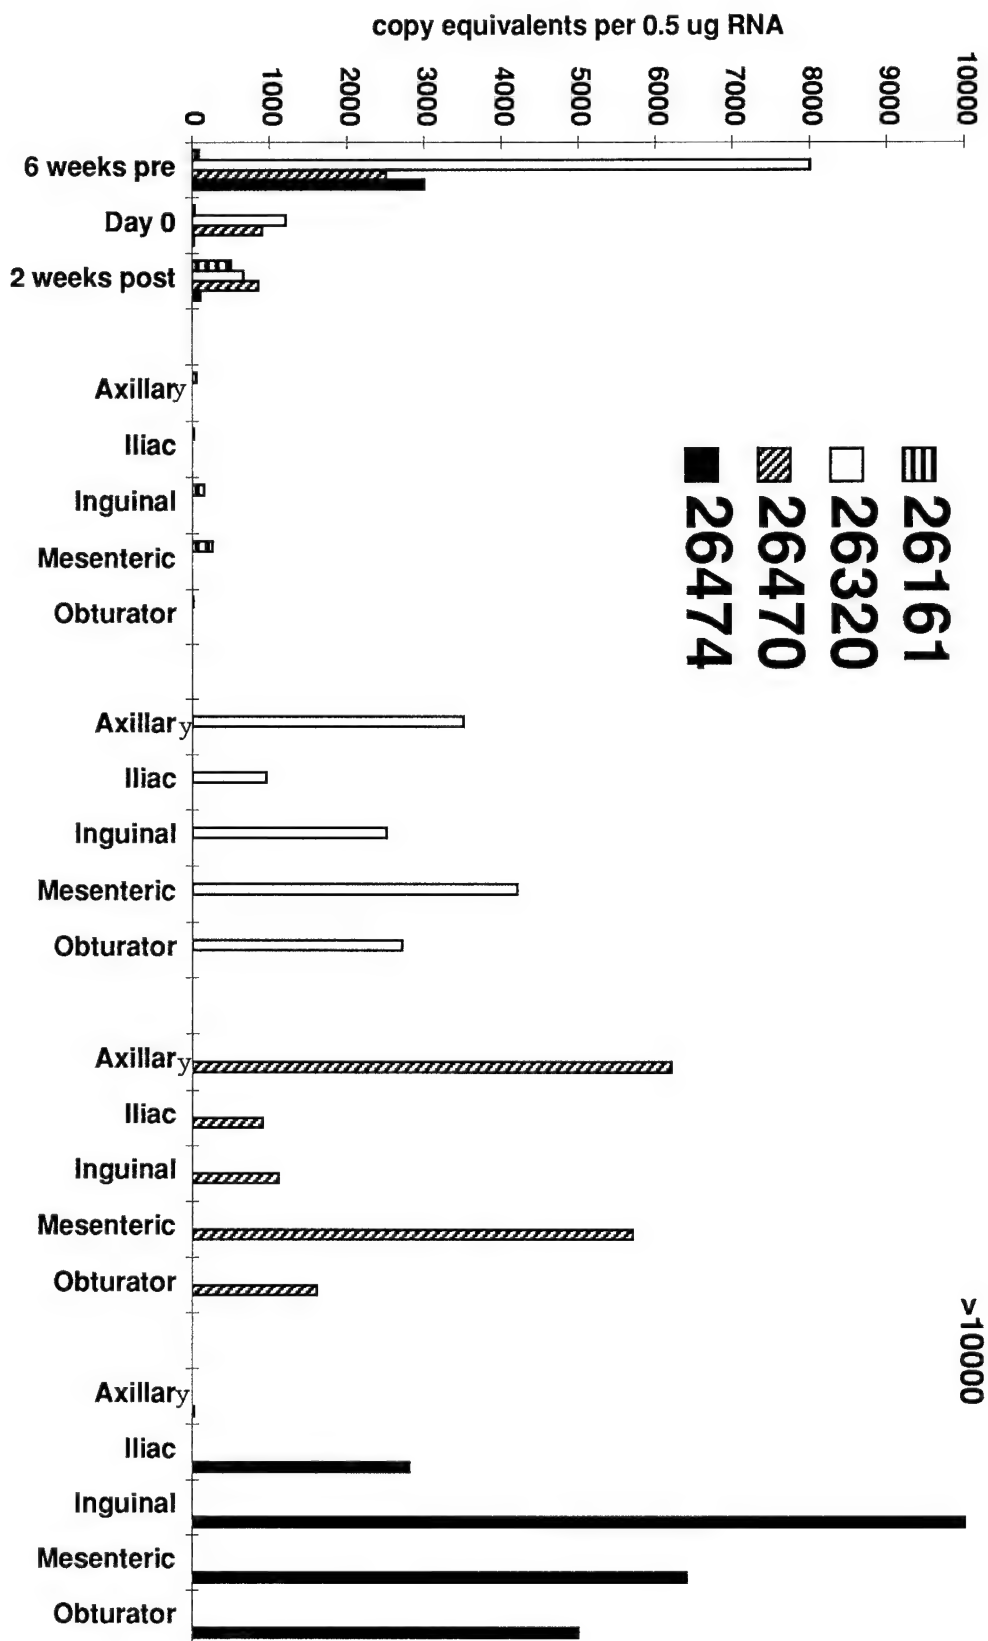 copy equivalents per 0.5 ug RNA
0
1000
2000
3000
4000
5000
6000
7000
8000
9000
10000
6 weeks pre
Day 0
2 weeks post
Axillary
Iliac
Inguinal
Mesenteric
Obturator
Axillary
Iliac
Inguinal
Mesenteric
Obturator
Axillary
Iliac
Inguinal
Mesenteric
Obturator
Axillary
Iliac
Inguinal
Mesenteric
Obturator
26161
26320
26470
26474
>10000